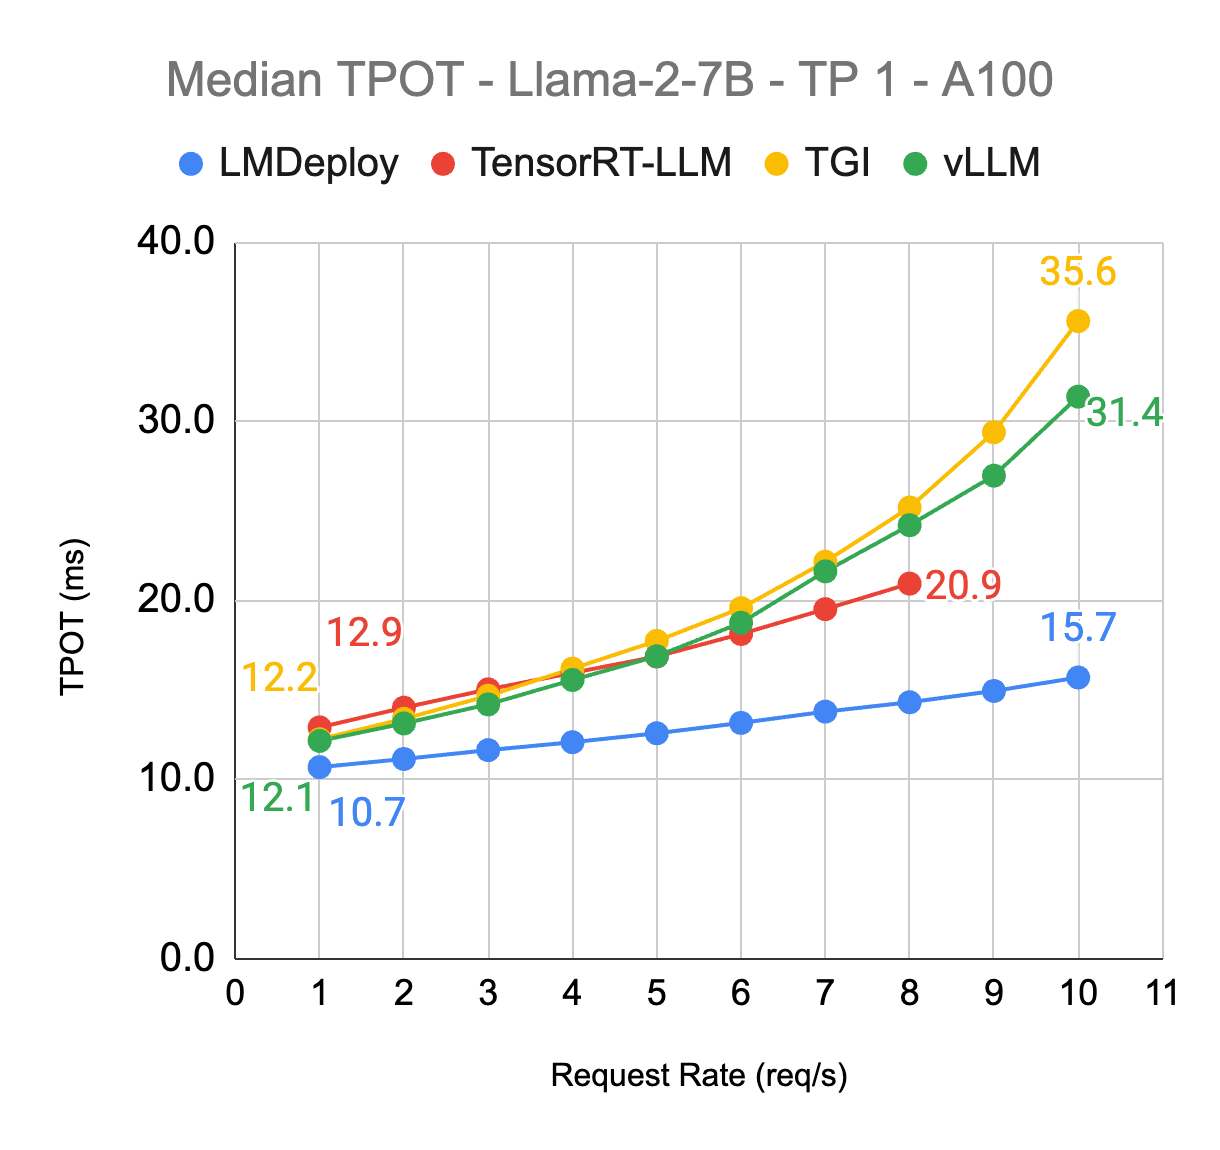 Median TPOT - Llama-2-7B - TP 1 - A100
LMDeploy TensorRT-LLM TGI vLLM
40.0
35.6
31.4
30.0
20.9
20.0
12.9
15.7
12.2
10.0
12.1
10.7
0.0
0 1 2 3 4 5 6 7 8 9 10 11
TPOT (ms)
Request Rate (req/s)